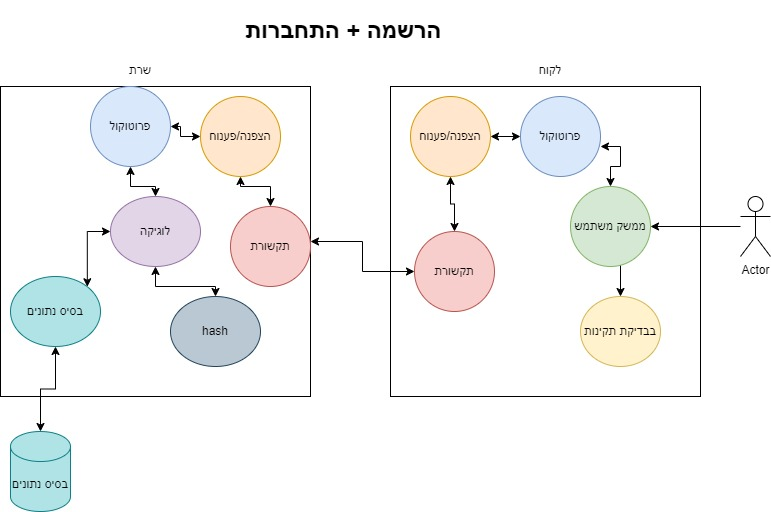 הרשמה + התחברות
לקוח
שרת
פרוטוקול
הצפנה/פענוח
הצפנה/פענוח
פרוטוקול
לוגיקה
תקשורת
ממשק משתמש
תקשורת
Actor
בסיס נתונים
hash
בבדיקת תקינות
בסיס נתונים